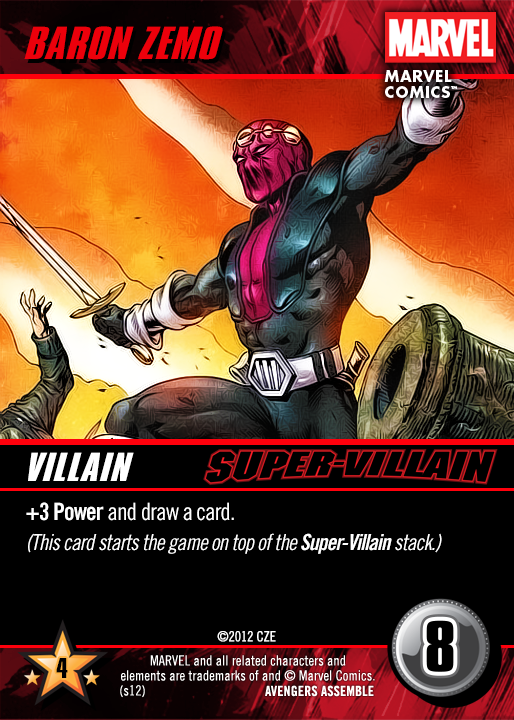 BARON ZEMO
MARVEL
MARVEL
COMICS™
VILLAIN
SUPER-VILLAIN
+3 Power and draw a card.
(This card starts the game on top of the Super-Villain stack.)
©2012 CZE
4
MARVEL and all related characters and
elements are trademarks of and © Marvel Comics.
(s12) AVENGERS ASSEMBLE
8